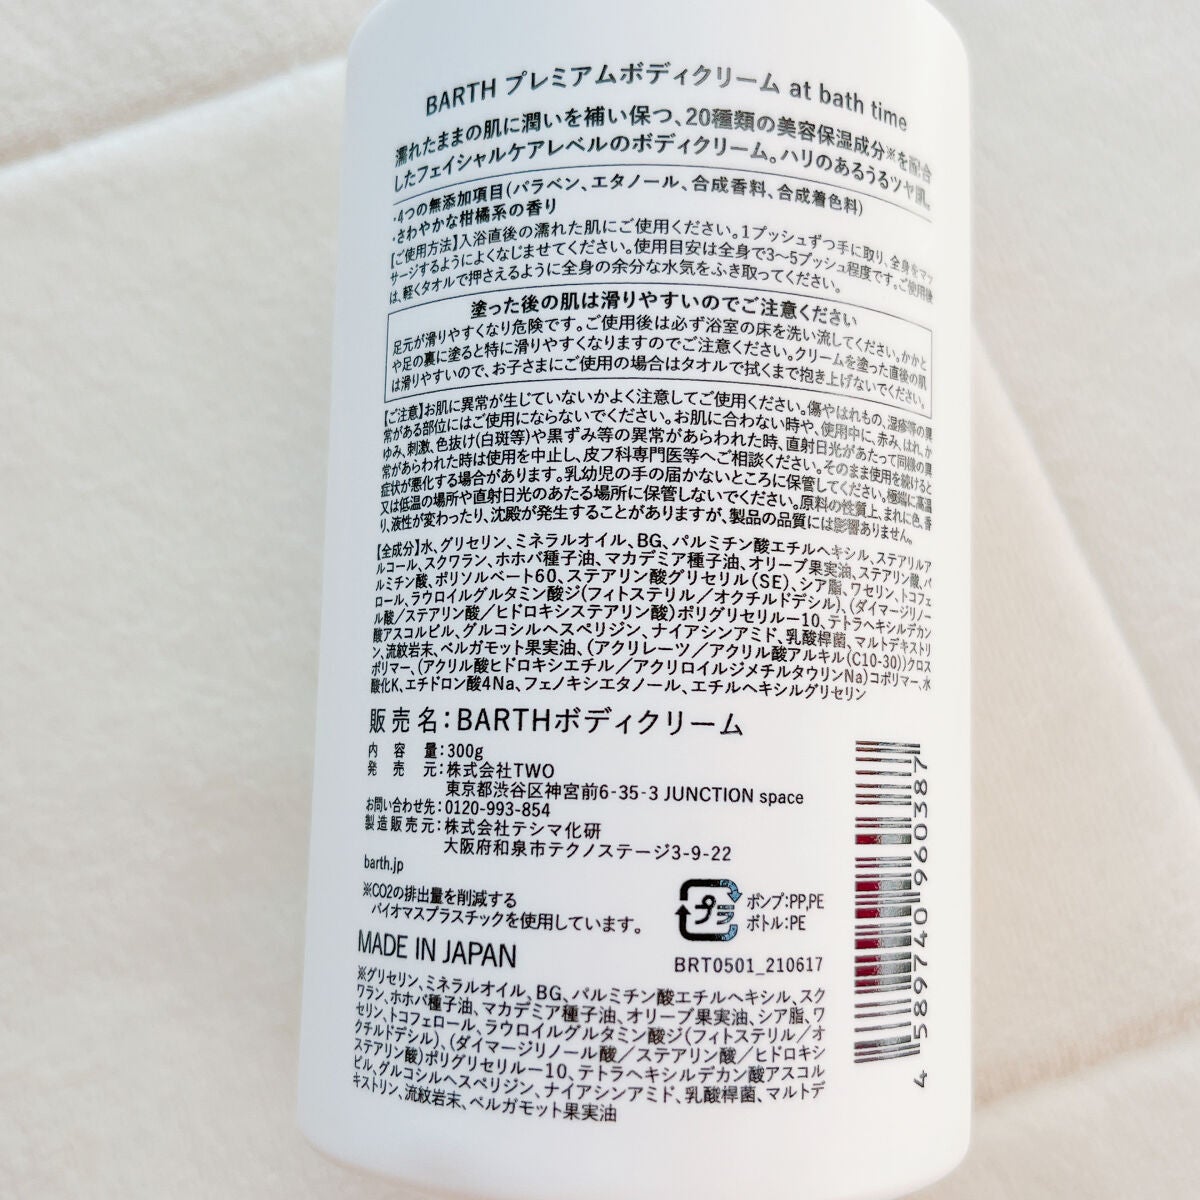 BARTH プレミアムボディクリーム at bath time
濡れたままの肌に潤いを補い保つ、20種類の美容保湿成分※を配合
したフェイシャルケアレベルのボディクリーム。ハリのあるうるツヤ肌。
・4つの無添加項目(パラベン、エタノール、合成香料、合成着色料)
・さわやかな柑橘系の香り
【ご使用方法】入浴直後の濡れた肌にご使用ください。1プッシュずつ手に取り、全身をマッ
サージするようによくなじませてください。使用目安は全身で3〜5プッシュ程度です。ご使用後
は、軽くタオルで押さえるように全身の余分な水気をふき取ってください。
塗った後の肌は滑りやすいのでご注意ください
足元が滑りやすくなり危険です。ご使用後は必ず浴室の床を洗い流してください。かかと
や足の裏に塗ると特に滑りやすくなりますのでご注意ください。クリームを塗った直後の肌
は滑りやすいので、お子さまにご使用の場合はタオルで拭くまで抱き上げないでください。
【ご注意】お肌に異常が生じていないかよく注意してご使用ください。傷やはれもの、湿疹等の異
常がある部位にはご使用にならないでください。お肌に合わない時や、使用中に、赤み、はれ、か
ゆみ、刺激、色抜け(白斑等)や黒ずみ等の異常があらわれた時、直射日光があたって同様の異
常があらわれた時は使用を中止し、皮フ科専門医等へご相談ください。そのまま使用を続けると
症状が悪化する場合があります。乳幼児の手の届かないところに保管してください。極端に高温
又は低温の場所や直射日光のあたる場所に保管しないでください。原料の性質上、まれに色、香
り、液性が変わったり、沈殿が発生することがありますが、製品の品質には影響ありません。
【全成分】水、グリセリン、ミネラルオイル、BG、パルミチン酸エチルヘキシル、ステアリルア
ルコール、スクワラン、ホホバ種子油、マカデミア種子油、オリーブ果実油、ステアリン酸、パ
ルミチン酸、ポリソルベート60、ステアリン酸グリセリル(SE)、シア脂、ワセリン、トコフェ
ロール、ラウロイルグルタミン酸ジ(フィトステリル/オクチルドデシル)、(ダイマージリノー
ル酸/ステアリン酸/ヒドロキシステアリン酸)ポリグリセリル-10、テトラヘキシルデカン
酸アスコルビル、グルコシルヘスペリジン、ナイアシンアミド、乳酸桿菌、マルトデキストリ
ン、流紋岩末、ベルガモット果実油、(アクリレーツ/アクリル酸アルキル(C10-30))クロス
ポリマー、(アクリル酸ヒドロキシエチル/アクリロイルジメチルタウリンNa)コポリマー、水
酸化K、エチドロン酸4Na、フェノキシエタノール、エチルヘキシルグリセリン
販売名：BARTHボディクリーム
内容量：300g
発売元：株式会社TWO
東京都渋谷区神宮前6-35-3 JUNCTION space
お問い合わせ先：0120-993-854
製造販売元：株式会社テシマ化研
大阪府和泉市テクノステージ3-9-22
barth.jp
※CO2の排出量を削減する
バイオマスプラスチックを使用しています。
プラ
ポンプ：PP,PE
ボトル：PE
MADE IN JAPAN
BRT0501_210617
※グリセリン、ミネラルオイル、BG、パルミチン酸エチルヘキシル、スク
ワラン、ホホバ種子油、マカデミア種子油、オリーブ果実油、シア脂、ワ
セリン、トコフェロール、ラウロイルグルタミン酸ジ(フィトステリル/オ
クチルドデシル)、(ダイマージリノール酸/ステアリン酸/ヒドロキシ
ステアリン酸)ポリグリセリル-10、テトラヘキシルデカン酸アスコル
ビル、グルコシルヘスペリジン、ナイアシンアミド、乳酸桿菌、マルトデ
キストリン、流紋岩末、ベルガモット果実油
4 589740 966038